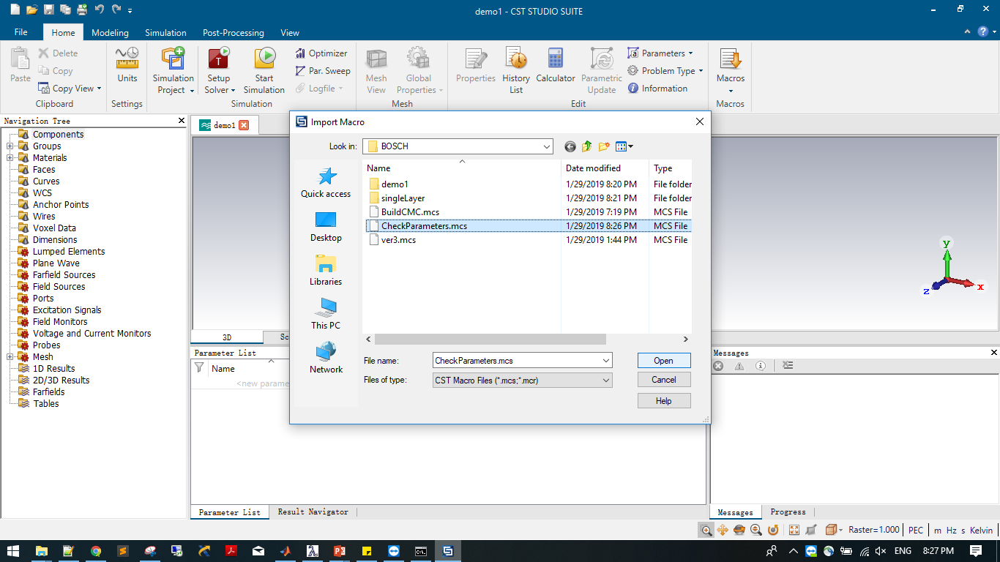 demo1 - CST STUDIO SUITE
File Home Modeling Simulation Post-Processing View
Paste
Delete
Copy
Copy View
Clipboard
Units
Settings
Simulation
Project
Setup
Solver
Start
Simulation
Optimizer
Par. Sweep
Logfile
Simulation
Mesh
View
Global
Properties
Mesh
Properties
History
List
Calculator
Parametric
Update
Parameters
Problem Type
Information
Edit
Macros
Macros
Navigation Tree
Components
Groups
Materials
Faces
Curves
WCS
Anchor Points
Wires
Voxel Data
Dimensions
Lumped Elements
Plane Wave
Farfield Sources
Field Sources
Ports
Excitation Signals
Field Monitors
Voltage and Current Monitors
Probes
Mesh
1D Results
2D/3D Results
Farfields
Tables
demo1
Import Macro
Look in: BOSCH
Quick access
Desktop
Libraries
This PC
Network
Name Date modified Type
demo1 1/29/2019 8:20 PM File folder
singleLayer 1/29/2019 8:21 PM File folder
BuildCMC.mcs 1/29/2019 7:19 PM MCS File
CheckParameters.mcs 1/29/2019 8:26 PM MCS File
ver3.mcs 1/29/2019 1:44 PM MCS File
File name: CheckParameters.mcs Open
Files of type: CST Macro Files (*.mcs;*.mcr) Cancel
Help
y
x
z
3D Sc
Parameter List
Name
<new parame
Parameter List Result Navigator
Messages
Messages Progress
Raster=1.000 PEC m Hz s Kelvin
ENG 8:27 PM